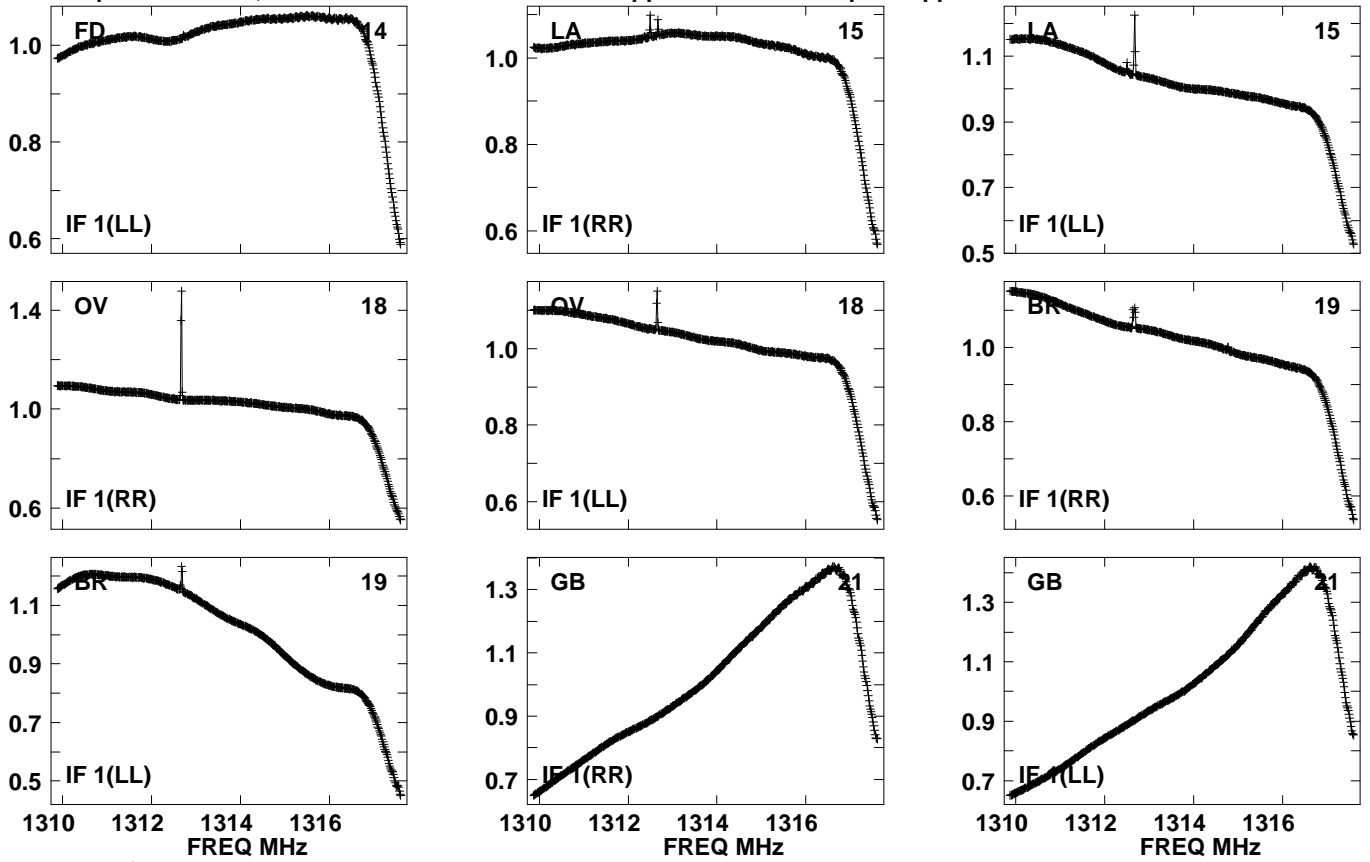 FD 14
1.0
0.8
0.6
IF 1(LL)
LA 15
1.0
0.8
0.6
IF 1(RR)
LA 15
1.1
0.9
0.7
0.5
IF 1(LL)
OV 18
1.4
1.0
0.6
IF 1(RR)
OV 18
1.0
0.8
0.6
IF 1(LL)
BR 19
1.0
0.8
0.6
IF 1(RR)
BR 19
1.1
0.9
0.7
0.5
IF 1(LL)
1310 1312 1314 1316
FREQ MHz
GB 21
1.3
1.1
0.9
0.7
IF 1(RR)
1310 1312 1314 1316
FREQ MHz
GB 21
1.3
1.1
0.9
0.7
IF 1(LL)
1310 1312 1314 1316
FREQ MHz